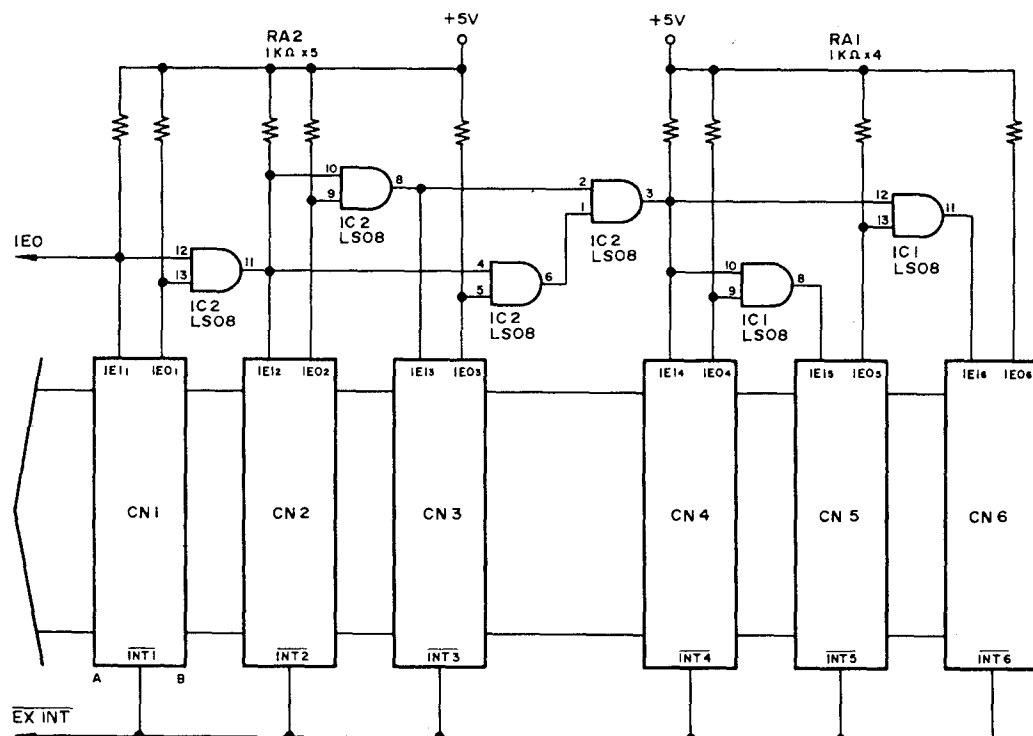 +5V +5V
RA2 RA1
1KΩ×5 1KΩ×4
10 8
9
IC2
LS08
2 3
1
IC2
LS08
12 11
13
IC1
LS08
IEO
12 11
13
IC2
LS08
4 6
5
IC2
LS08
10 8
9
IC1
LS08
IEI1 IEO1 IEI2 IEO2 IEI3 IEO3 IEI4 IEO4 IEI5 IEO5 IEI6 IEO6
CN1 CN2 CN3 CN4 CN5 CN6
INT1 INT2 INT3 INT4 INT5 INT6
A B
EX INT